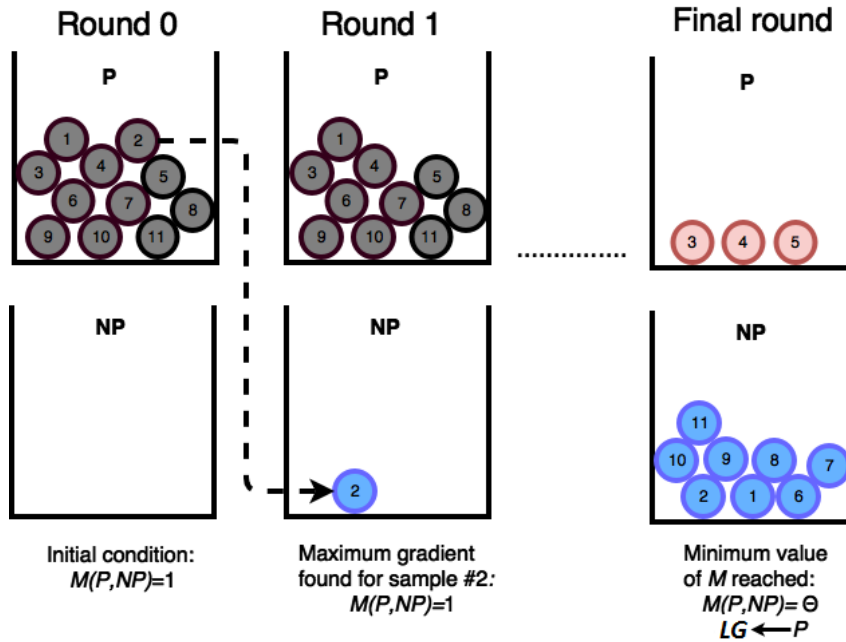 Round 0
Round 1
Final round
P
P
P
1
2
3
4
5
6
7
8
9
10
11
1
3
4
5
6
7
8
9
10
11
3
4
5
NP
NP
NP
2
11
10
9
8
7
2
1
6
Initial condition:
M(P,NP)=1
Maximum gradient
found for sample #2:
M(P,NP)=1
Minimum value
of M reached:
M(P,NP)= Θ
LG ← P